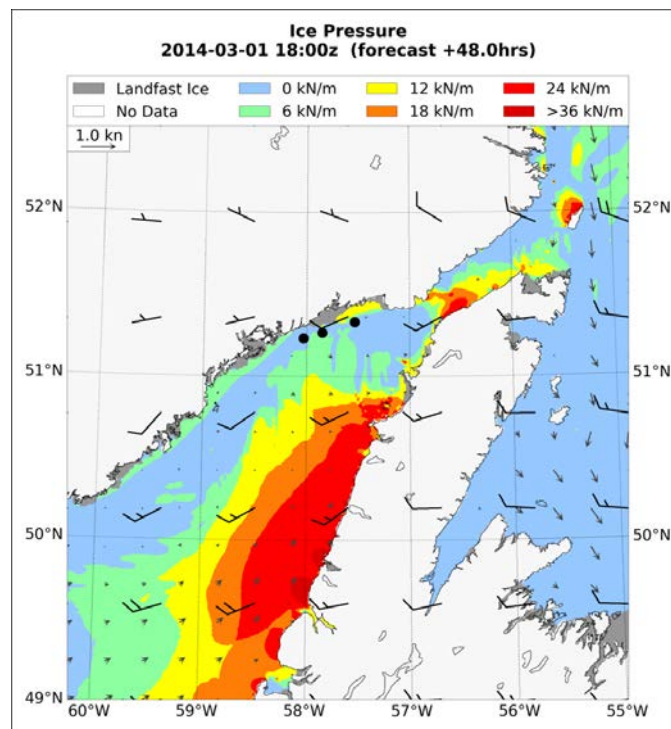 Ice Pressure
2014-03-01 18:00z (forecast +48.0hrs)
Landfast Ice 0 kN/m 12 kN/m 24 kN/m
No Data 6 kN/m 18 kN/m >36 kN/m
1.0 kn
52°N 52°N
51°N 51°N
50°N 50°N
49°N 49°N
60°W 59°W 58°W 57°W 56°W 55°W